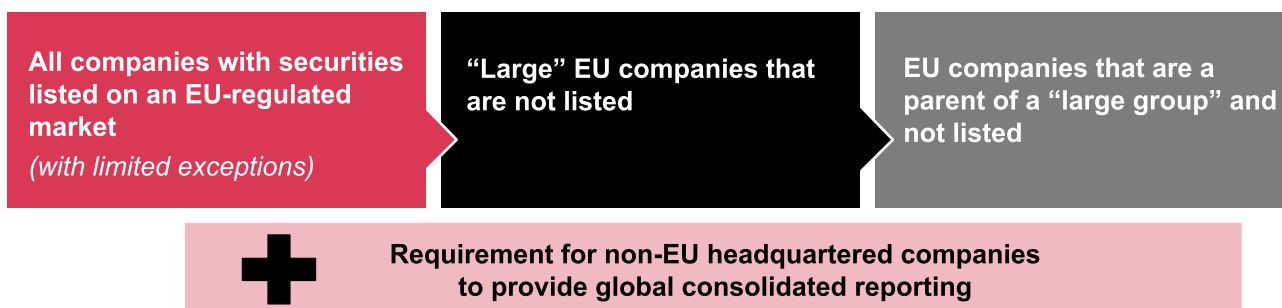 All companies with securities
listed on an EU-regulated
market
(with limited exceptions)
“Large” EU companies that
are not listed
EU companies that are a
parent of a “large group” and
not listed
Requirement for non-EU headquartered companies
to provide global consolidated reporting